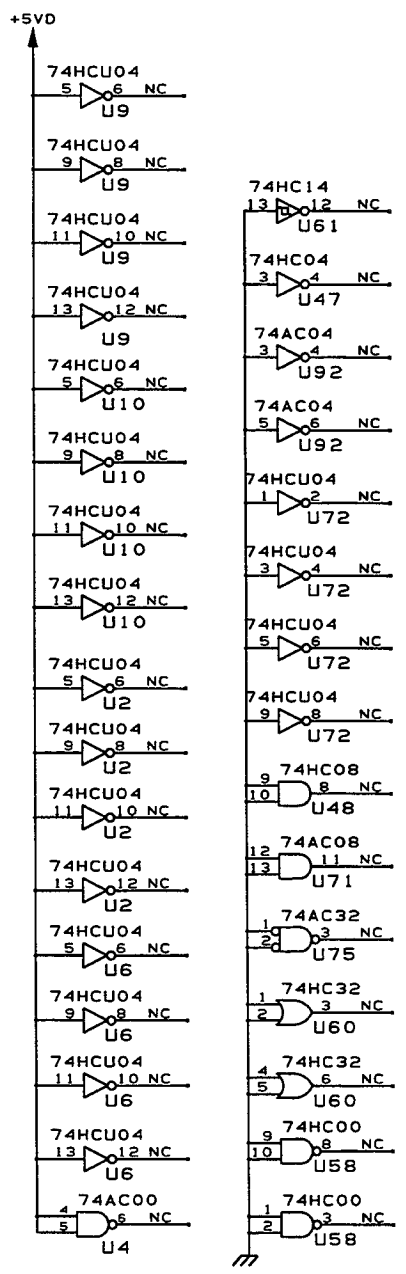 +5VD
74HCU04
5 6 NC
U9
74HCU04
9 8 NC
U9
74HCU04
11 10 NC
U9
74HCU04
13 12 NC
U9
74HCU04
5 6 NC
U10
74HCU04
9 8 NC
U10
74HCU04
11 10 NC
U10
74HCU04
13 12 NC
U10
74HCU04
5 6 NC
U2
74HCU04
9 8 NC
U2
74HCU04
11 10 NC
U2
74HCU04
13 12 NC
U2
74HCU04
5 6 NC
U6
74HCU04
9 8 NC
U6
74HCU04
11 10 NC
U6
74HCU04
13 12 NC
U6
74AC00
4
5 6 NC
U4
74HC14
13 12 NC
U61
74HC04
3 4 NC
U47
74AC04
3 4 NC
U92
74AC04
5 6 NC
U92
74HCU04
1 2 NC
U72
74HCU04
3 4 NC
U72
74HCU04
5 6 NC
U72
74HCU04
9 8 NC
U72
74HC08
9
10 8 NC
U48
74AC08
12
13 11 NC
U71
74AC32
1
2 3 NC
U75
74HC32
1
2 3 NC
U60
74HC32
4
5 6 NC
U60
74HC00
9
10 8 NC
U58
74HC00
1
2 3 NC
U58